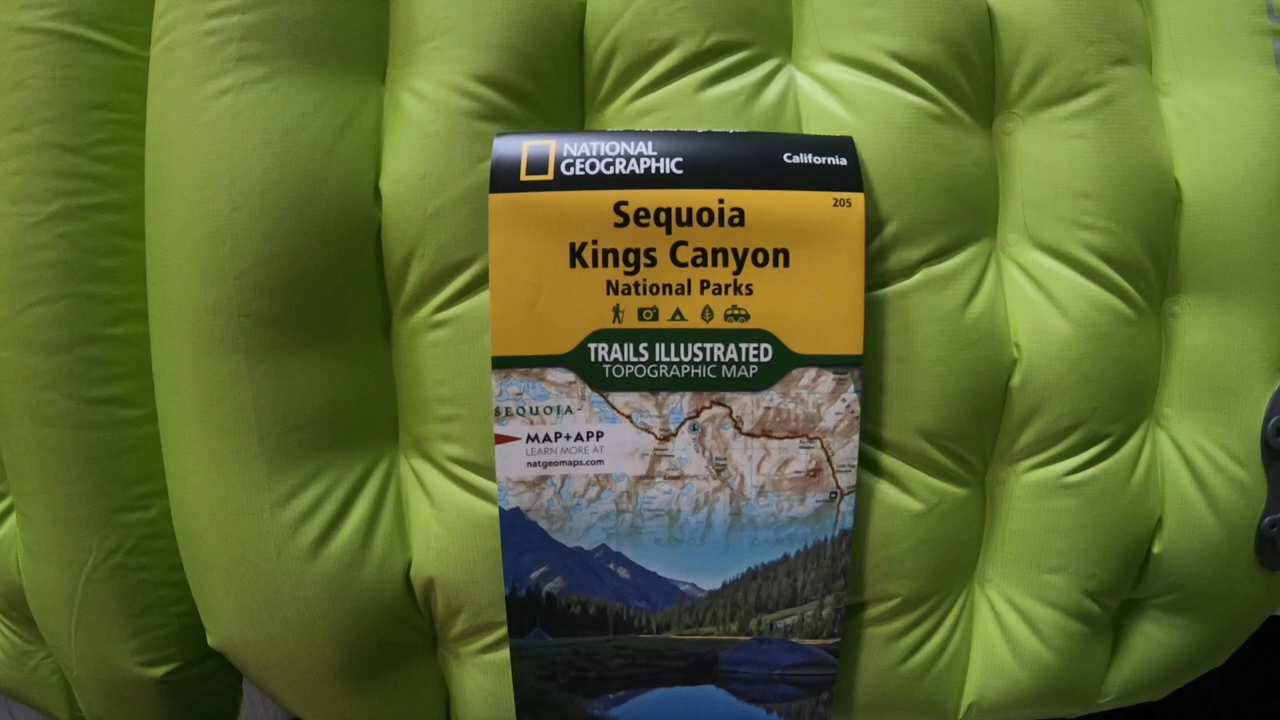 NATIONAL
GEOGRAPHIC
California
205
Sequoia
Kings Canyon
National Parks
TRAILS ILLUSTRATED
TOPOGRAPHIC MAP
SEQUOIA-
MAP+APP
LEARN MORE AT
natgeomaps.com
KINGS